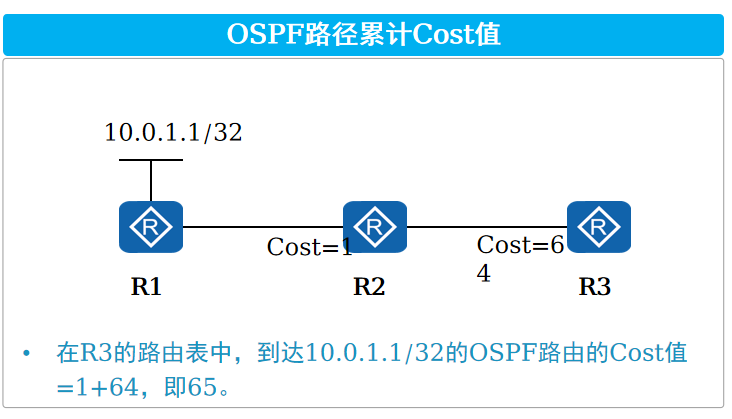 OSPF路径累计Cost值
10.0.1.1/32
R
R
R
Cost=1
Cost=6
4
R1
R2
R3
• 在R3的路由表中，到达10.0.1.1/32的OSPF路由的Cost值
=1+64，即65。